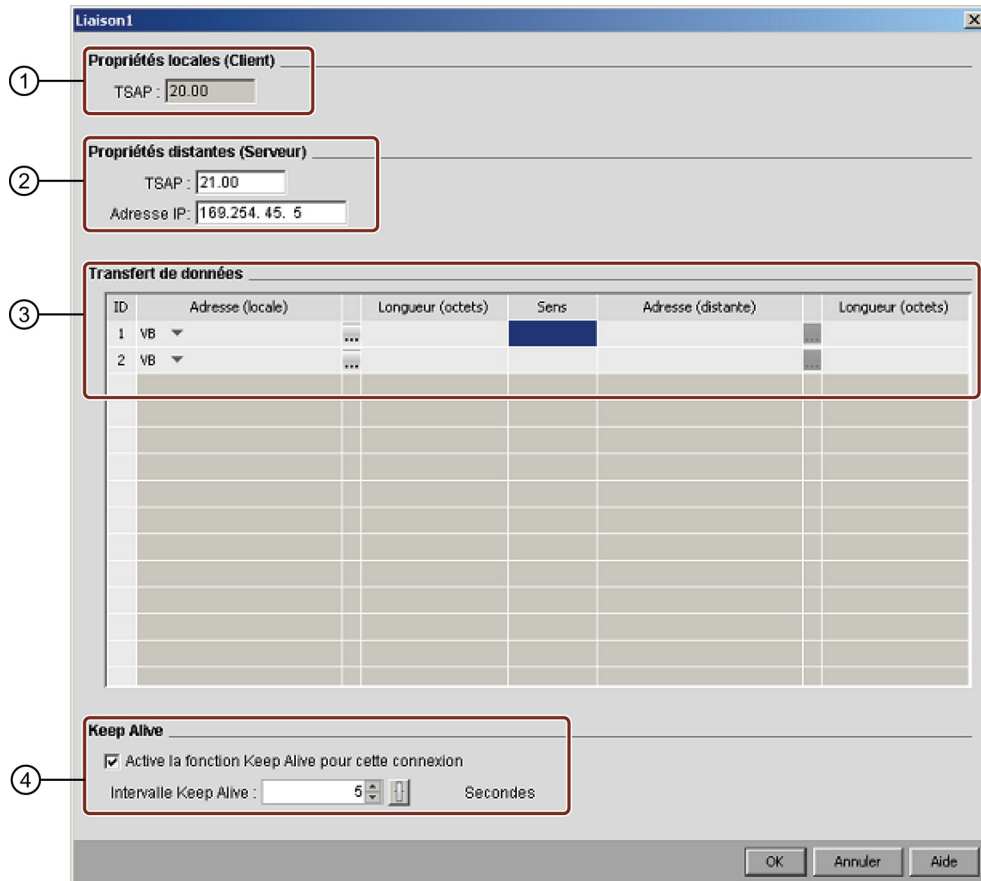 Liaison1
Propriétés locales (Client)
1
TSAP : 20.00
Propriétés distantes (Serveur)
2
TSAP : 21.00
Adresse IP: 169.254. 45. 5
Transfert de données
3
ID Adresse (locale) Longueur (octets) Sens Adresse (distante) Longueur (octets)
1 VB ...  ...
2 VB ... ...
Keep Alive
Active la fonction Keep Alive pour cette connexion
4
Intervalle Keep Alive : 5 Secondes
OK Annuler Aide